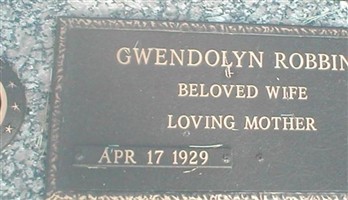 GWENDOLYN ROBBIN
BELOVED WIFE
LOVING MOTHER
APR 17 1929